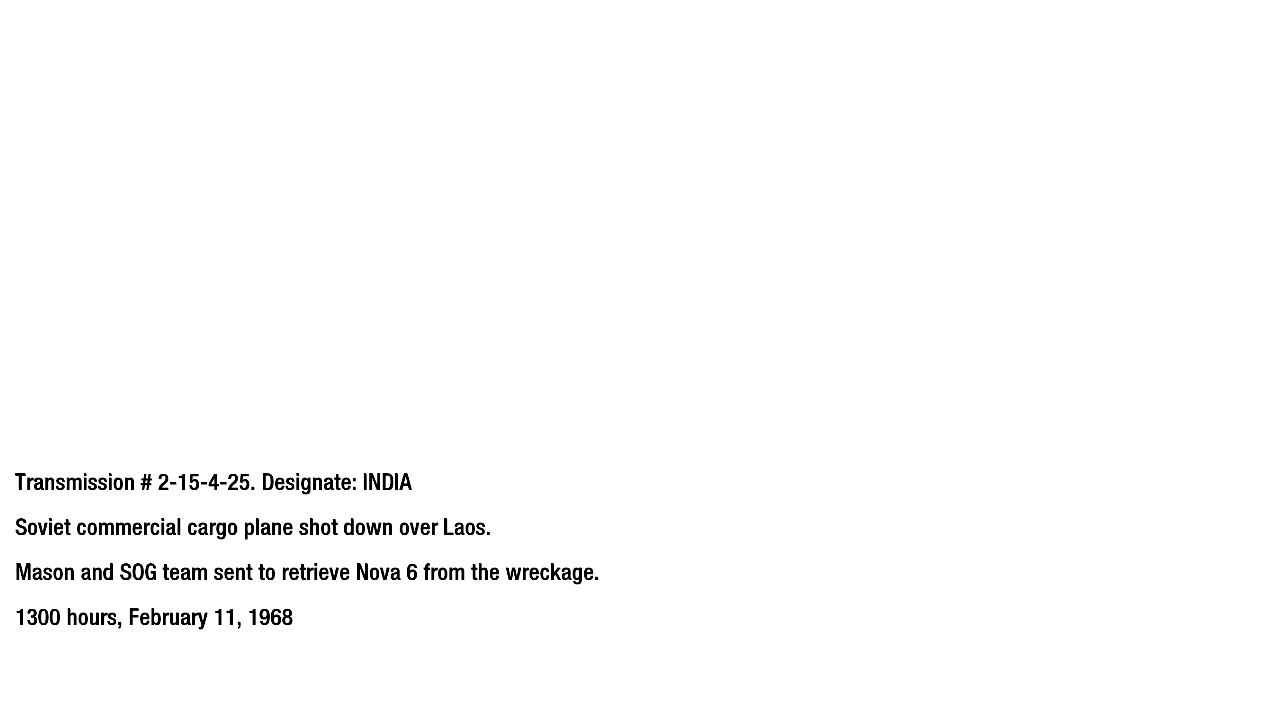 Transmission # 2-15-4-25. Designate: INDIA
Soviet commercial cargo plane shot down over Laos.
Mason and SOG team sent to retrieve Nova 6 from the wreckage.
1300 hours, February 11, 1968